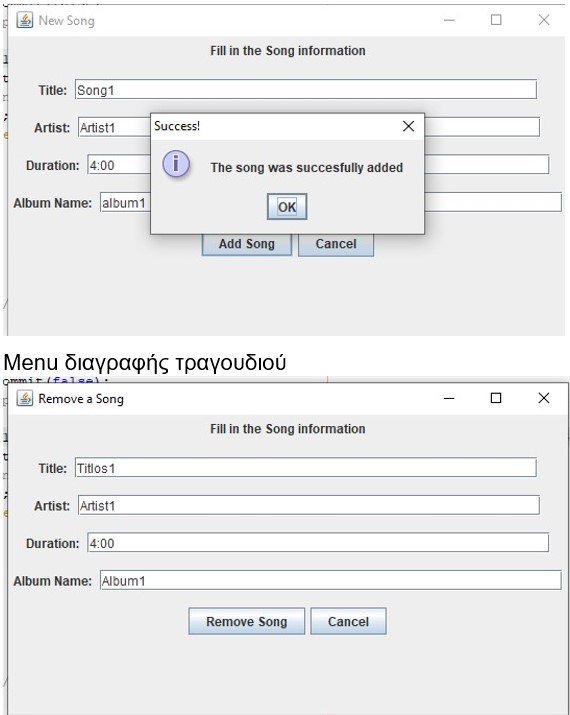 New Song
Fill in the Song information
Title: Song1
Artist: Artist1
Success!
Duration: 4:00
The song was succesfully added
Album Name: album1
OK
Add Song Cancel
Menu διαγραφής τραγουδιού
ommit(false);
Remove a Song
Fill in the Song information
Title: Titlos1
Artist: Artist1
Duration: 4:00
Album Name: Album1
Remove Song Cancel